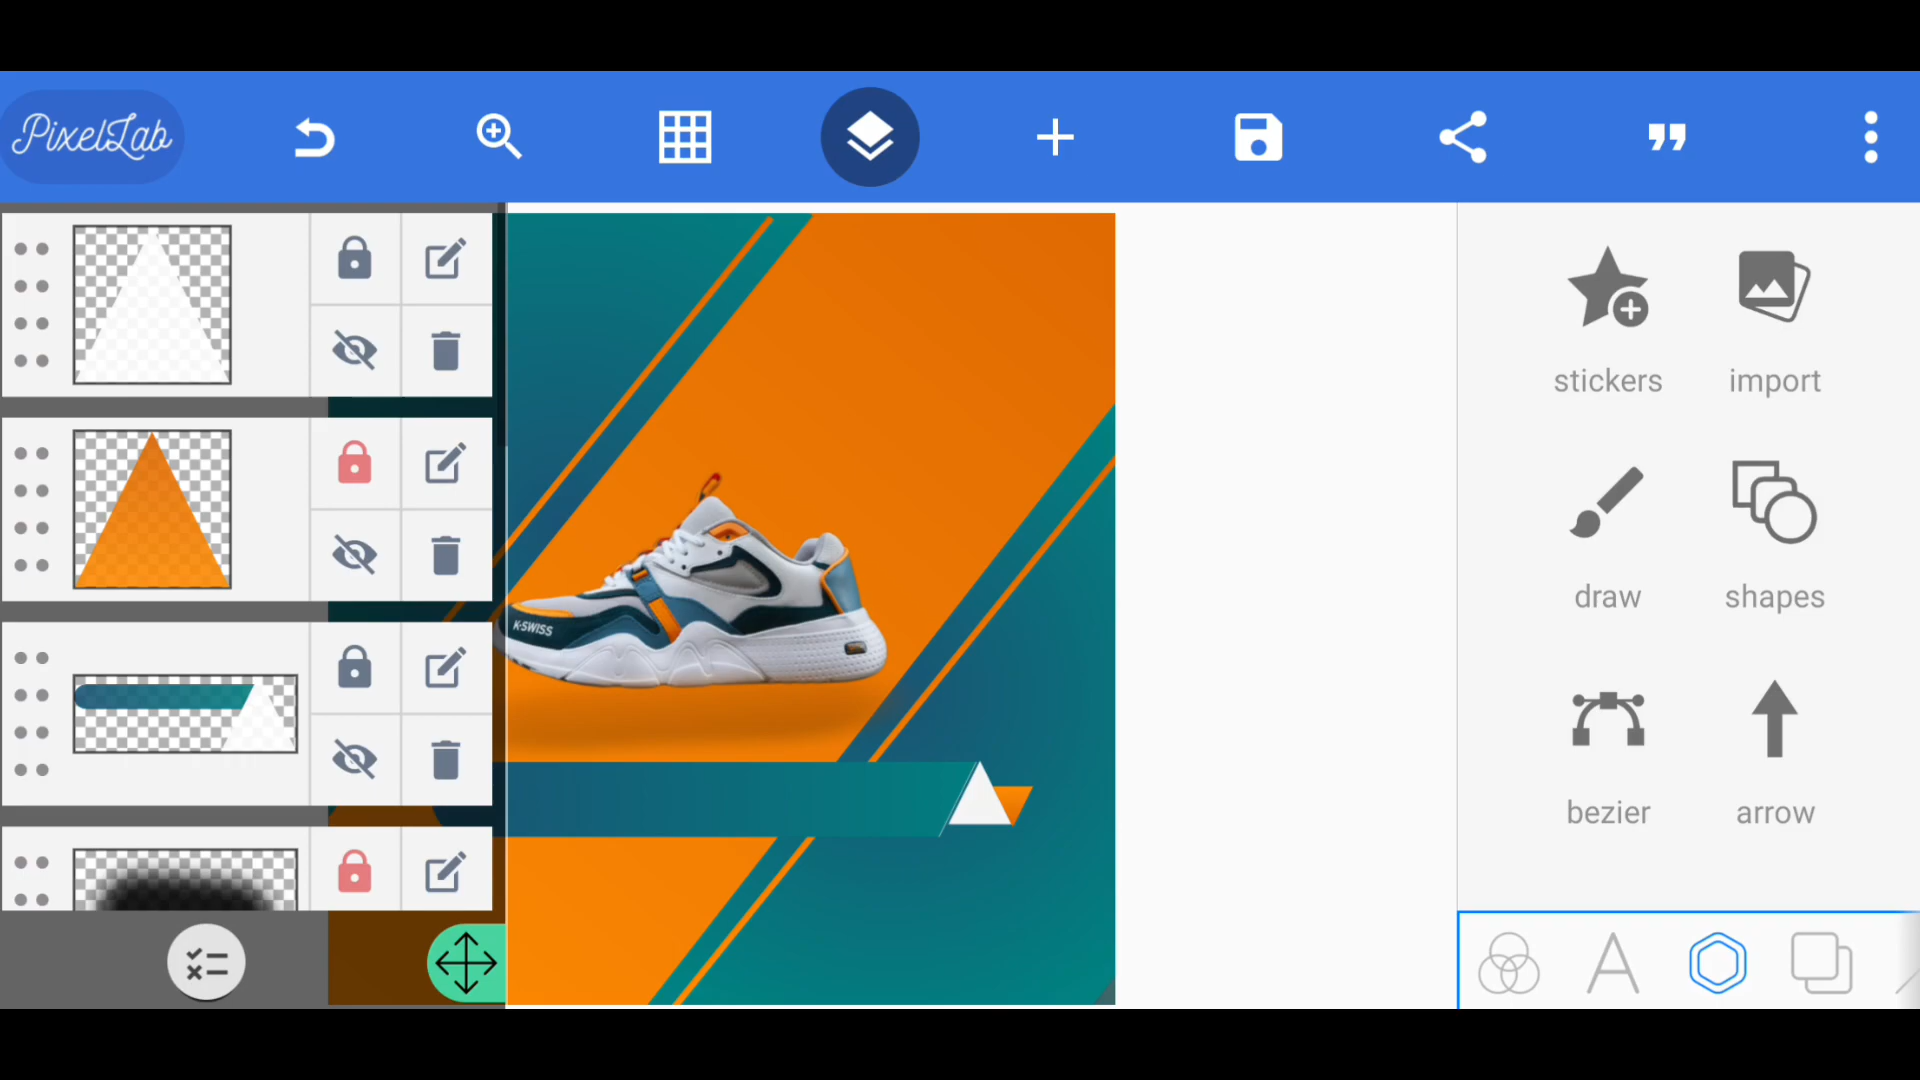 PixelLab
stickers
import
draw
shapes
bezier
arrow
K·SWISS